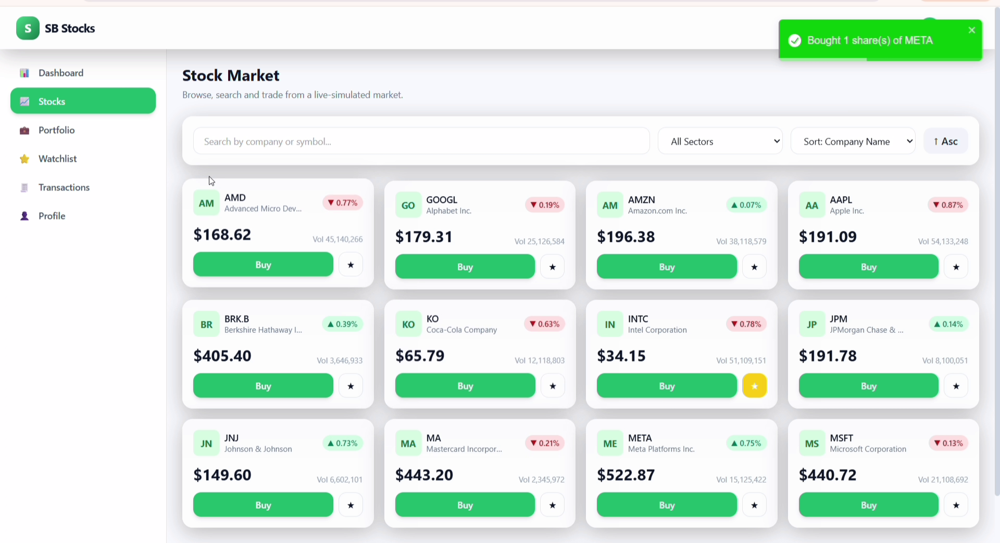 S SB Stocks
Bought 1 share(s) of META
Dashboard
Stocks
Portfolio
Watchlist
Transactions
Profile
Stock Market
Browse, search and trade from a live-simulated market.
Search by company or symbol...
All Sectors
Sort: Company Name
↑ Asc
AM
AMD
Advanced Micro Dev...
▼ 0.77%
$168.62
Vol 45,140,266
Buy
★
GO
GOOGL
Alphabet Inc.
▼ 0.19%
$179.31
Vol 25,126,584
Buy
★
AM
AMZN
Amazon.com Inc.
▲ 0.07%
$196.38
Vol 38,118,579
Buy
★
AA
AAPL
Apple Inc.
▼ 0.87%
$191.09
Vol 54,133,248
Buy
★
BR
BRK.B
Berkshire Hathaway I...
▲ 0.39%
$405.40
Vol 3,646,933
Buy
★
KO
KO
Coca-Cola Company
▼ 0.63%
$65.79
Vol 12,118,803
Buy
★
IN
INTC
Intel Corporation
▼ 0.78%
$34.15
Vol 51,109,151
Buy
★
JP
JPM
JPMorgan Chase & ...
▲ 0.14%
$191.78
Vol 8,100,051
Buy
★
JN
JNJ
Johnson & Johnson
▲ 0.73%
$149.60
Vol 6,602,101
Buy
★
MA
MA
Mastercard Incorpor...
▼ 0.21%
$443.20
Vol 2,345,972
Buy
★
ME
META
Meta Platforms Inc.
▲ 0.75%
$522.87
Vol 15,125,422
Buy
★
MS
MSFT
Microsoft Corporation
▼ 0.13%
$440.72
Vol 21,108,692
Buy
★